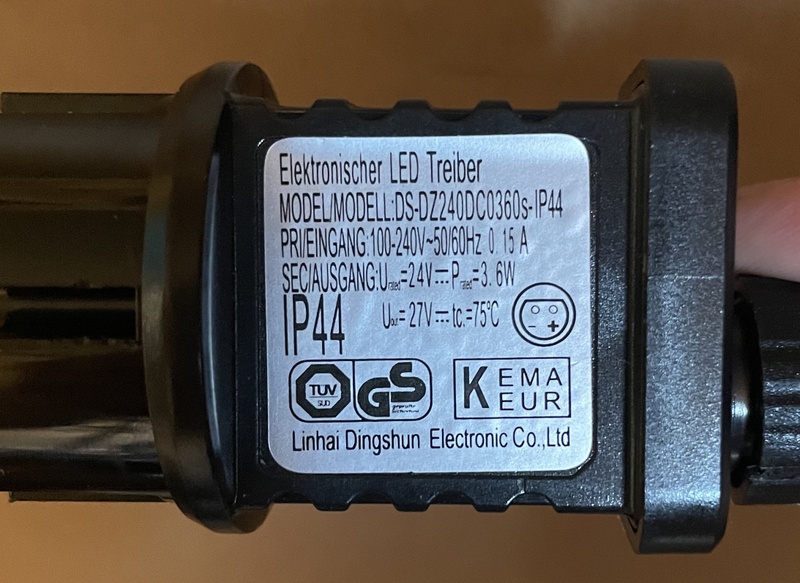 Elektronischer LED Treiber
MODEL/MODELL:DS-DZ240DC0360s-IP44
PRI/EINGANG:100-240V~50/60Hz 0.15 A
SEC/AUSGANG:Urated=24V⎓Prated=3.6W
IP44 Uout=27V⎓tc.=75°C
- +
TÜV SÜD GS geprüfte Sicherheit
KEMA EUR
Linhai Dingshun Electronic Co.,Ltd